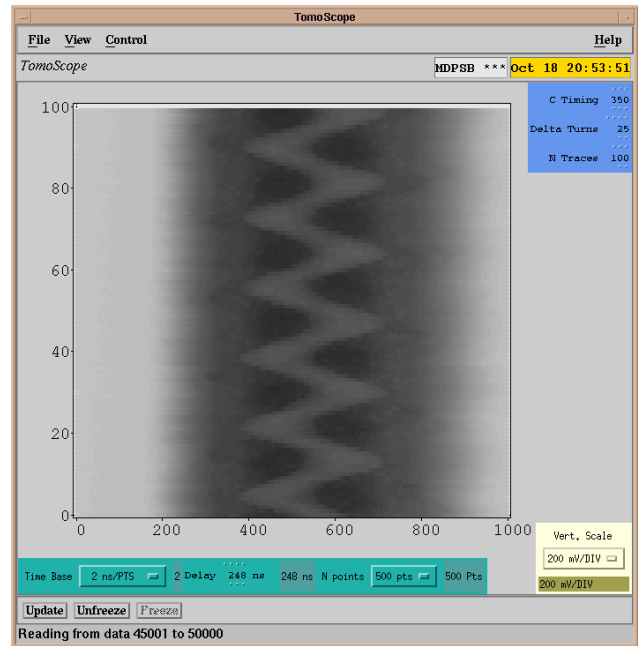 TomoScope
File View Control Help
TomoScope MDPSB *** Oct 18 20:53:51
C Timing 350
Delta Turns 25
N Traces 100
100
80
60
40
20
0
0 200 400 600 800 1000
Vert. Scale
200 mV/DIV
200 mV/DIV
Time Base 2 ns/PTS 2 Delay 248 ns 248 ns N points 500 pts 500 Pts
Update Unfreeze Freeze
Reading from data 45001 to 50000